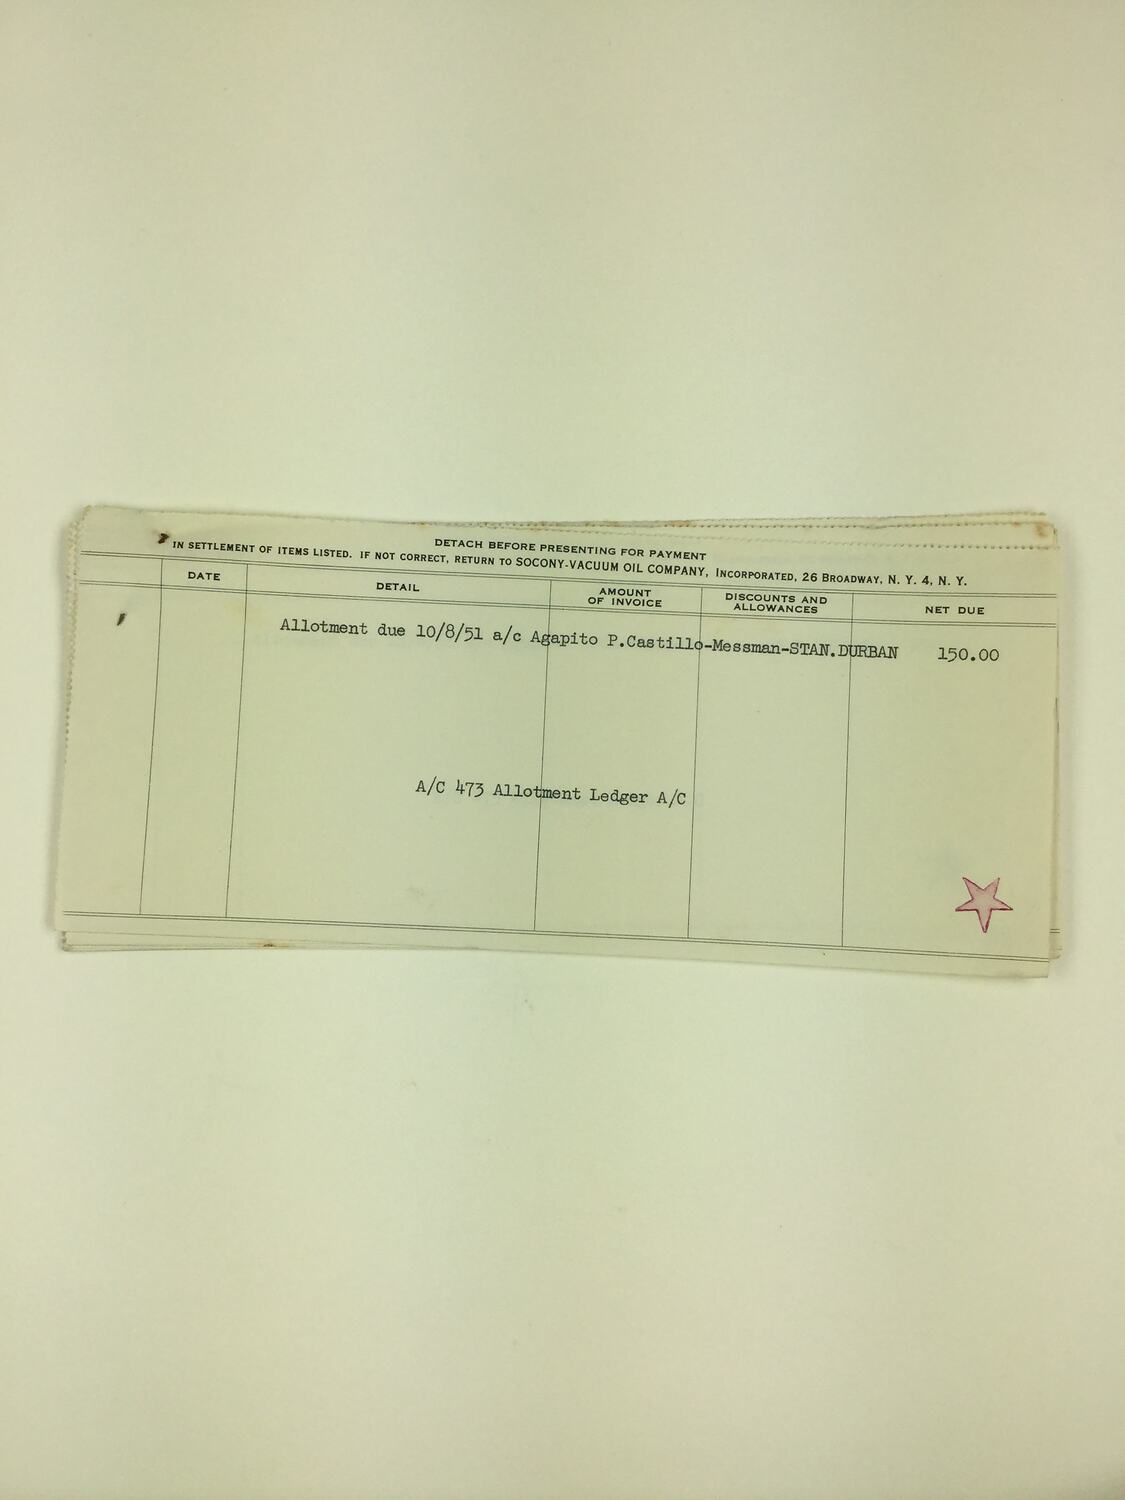 DETACH BEFORE PRESENTING FOR PAYMENT
IN SETTLEMENT OF ITEMS LISTED. IF NOT CORRECT, RETURN TO SOCONY-VACUUM OIL COMPANY, INCORPORATED, 26 BROADWAY, N. Y. 4, N. Y.
DATE
DETAIL
AMOUNT OF INVOICE
DISCOUNTS AND ALLOWANCES
NET DUE
Allotment due 10/8/51 a/c Agapito P.Castillo-Messman-STAN.DURBAN 150.00
A/C 473 Allotment Ledger A/C